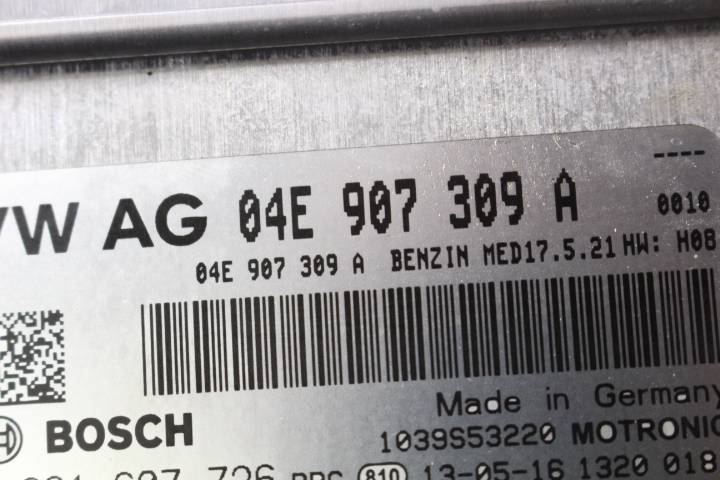 ----
VW AG 04E 907 309 A 0010
04E 907 309 A BENZIN MED17.5.21 HW: H08
Made in Germany
BOSCH 1039S53220 MOTRONIC
13-05-16 1320 018